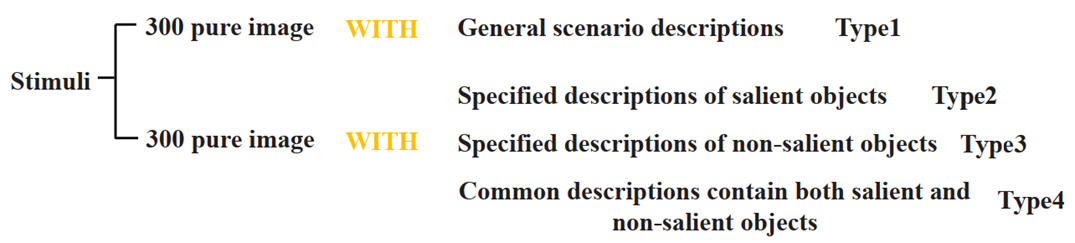 300 pure image WITH General scenario descriptions Type1
Stimuli
Specified descriptions of salient objects Type2
300 pure image WITH Specified descriptions of non-salient objects Type3
Common descriptions contain both salient and
non-salient objects Type4